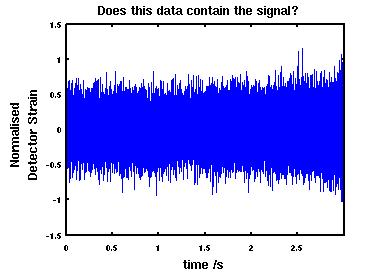 Does this data contain the signal?
1.5
1
0.5
0
-0.5
-1
-1.5
Normalised
Detector Strain
0 0.5 1 1.5 2 2.5
time /s